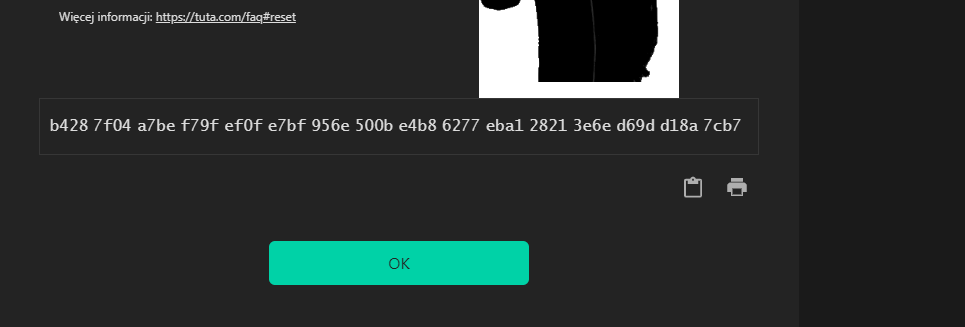 Więcej informacji: https://tuta.com/faq#reset
b428 7f04 a7be f79f ef0f e7bf 956e 500b e4b8 6277 eba1 2821 3e6e d69d d18a 7cb7
OK